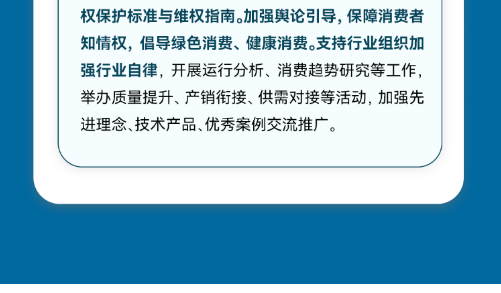 权保护标准与维权指南。加强舆论引导，保障消费者
知情权，倡导绿色消费、健康消费。支持行业组织加
强行业自律，开展运行分析、消费趋势研究等工作，
举办质量提升、产销衔接、供需对接等活动，加强先
进理念、技术产品、优秀案例交流推广。